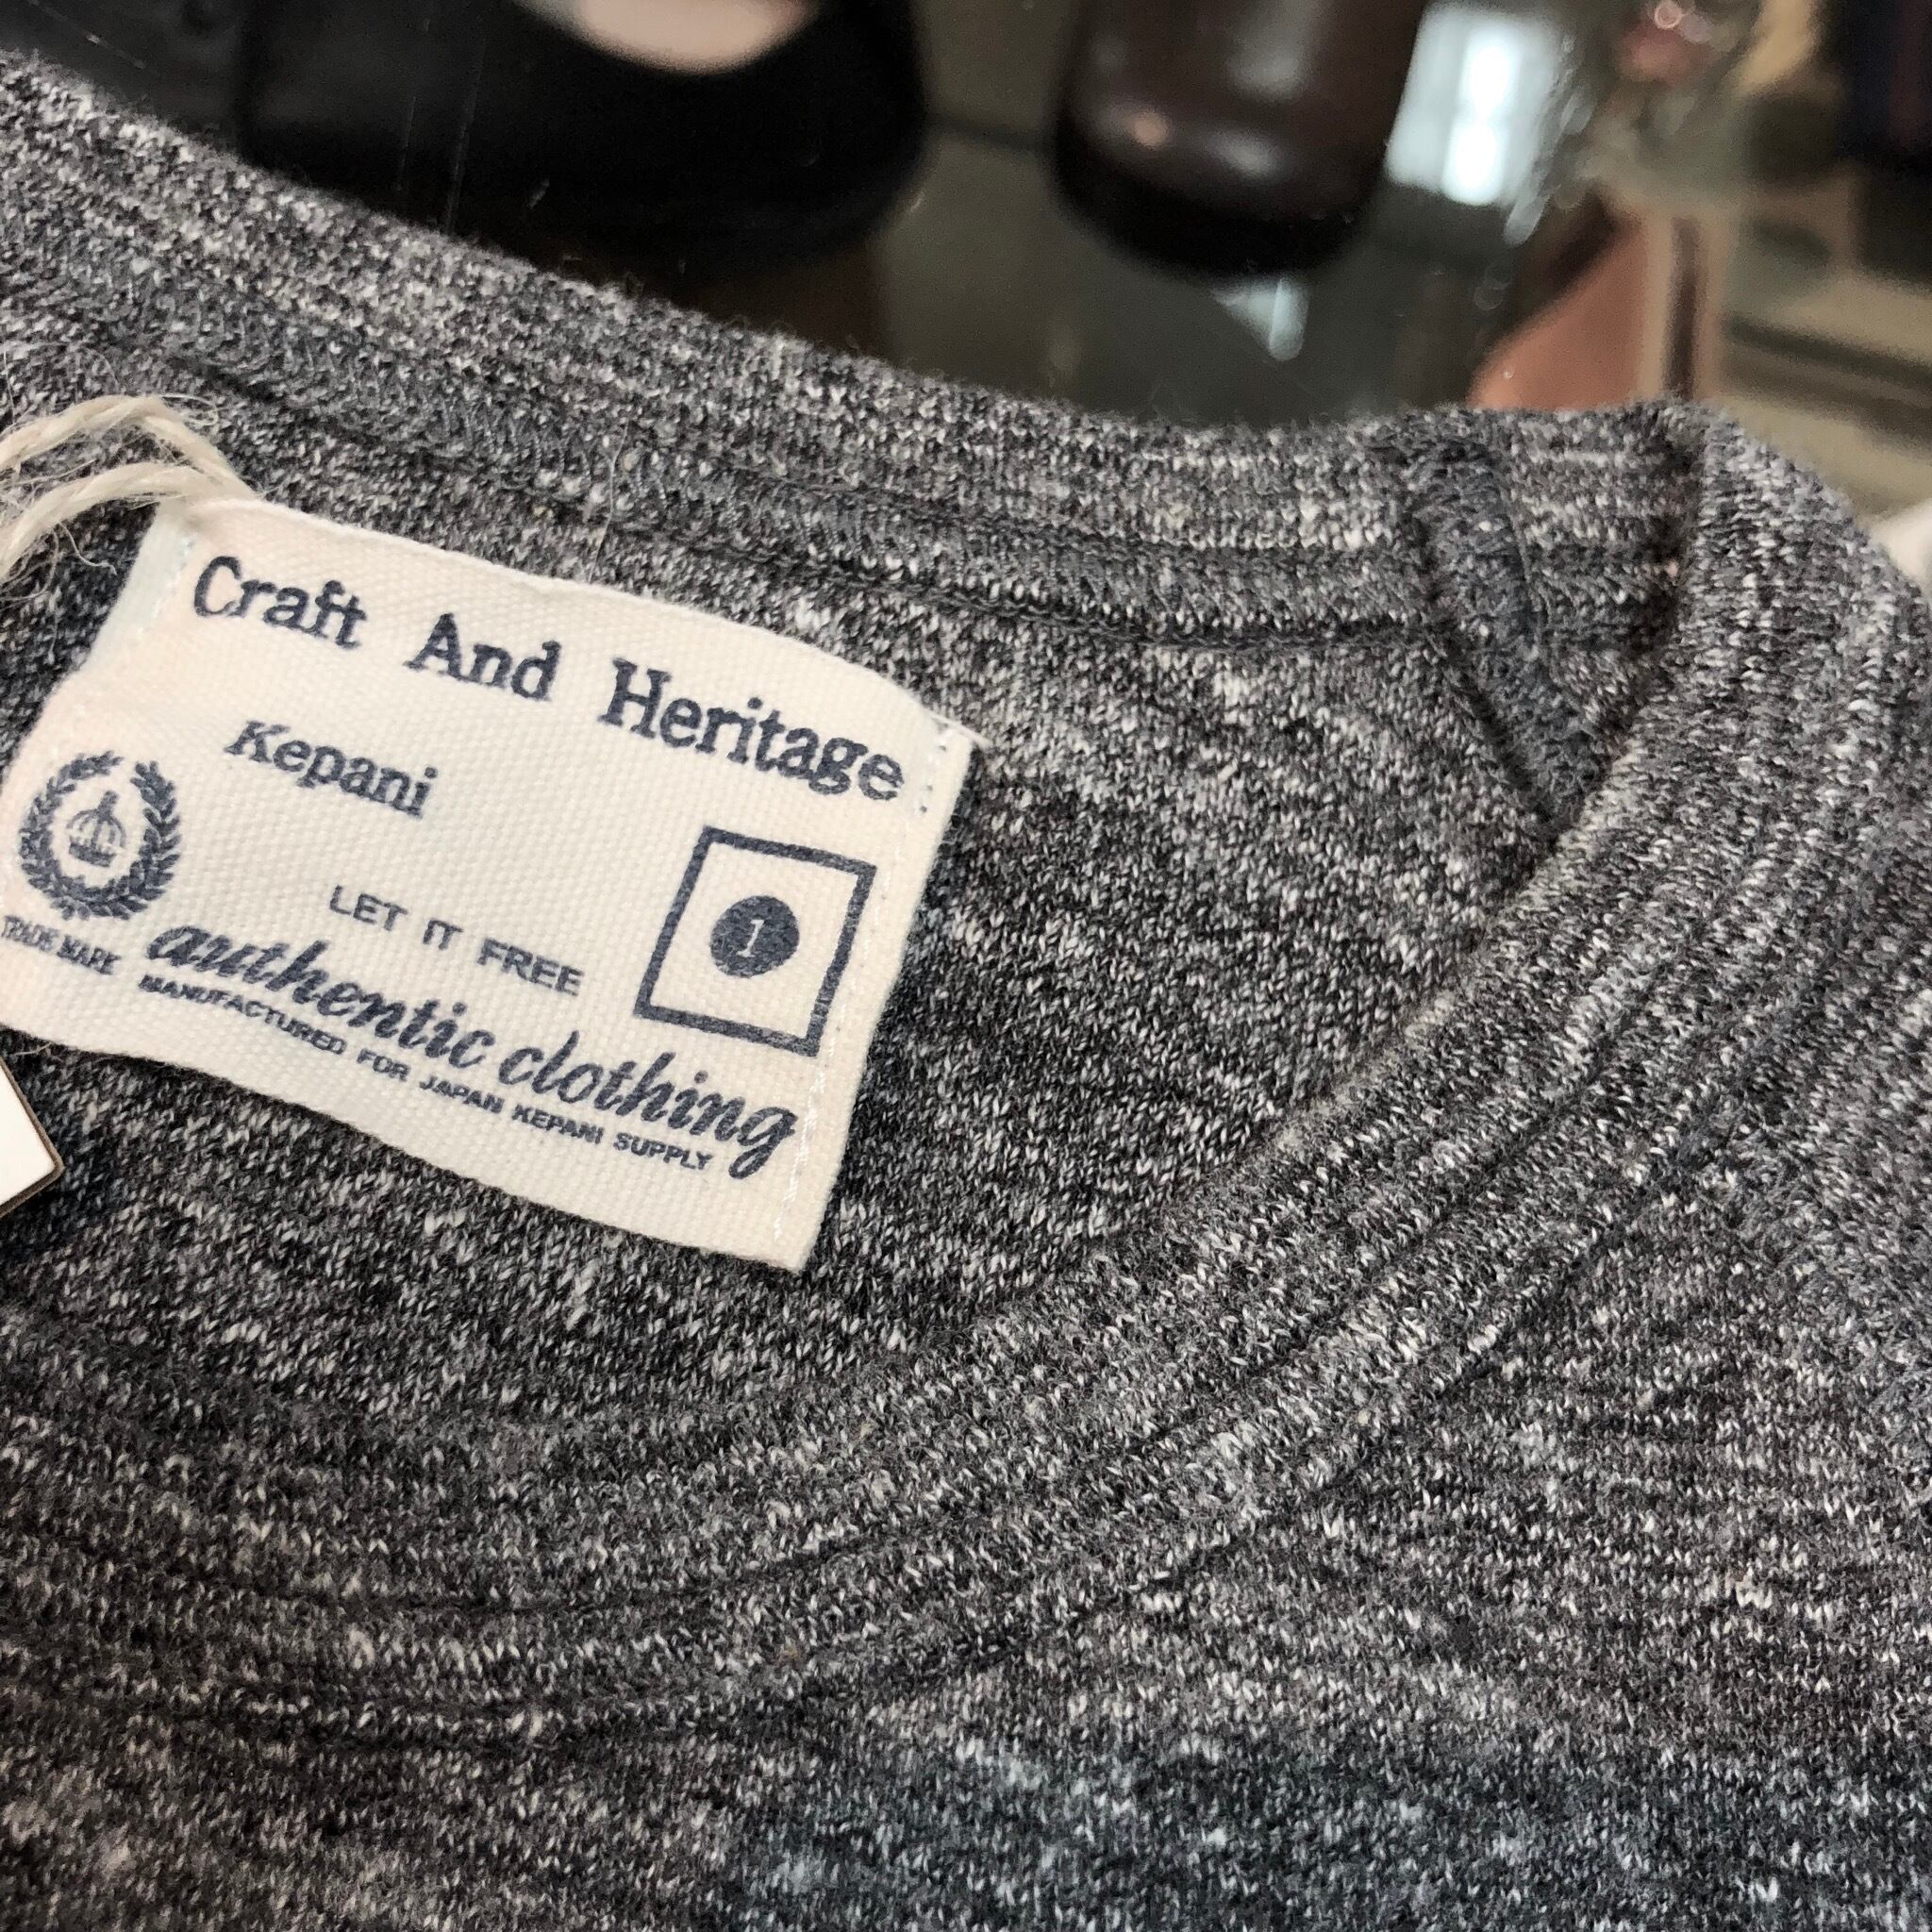 Craft And Heritage
Kepani
1
LET IT FREE
TRADE MARK
authentic clothing
MANUFACTURED FOR JAPAN KEPANI SUPPLY